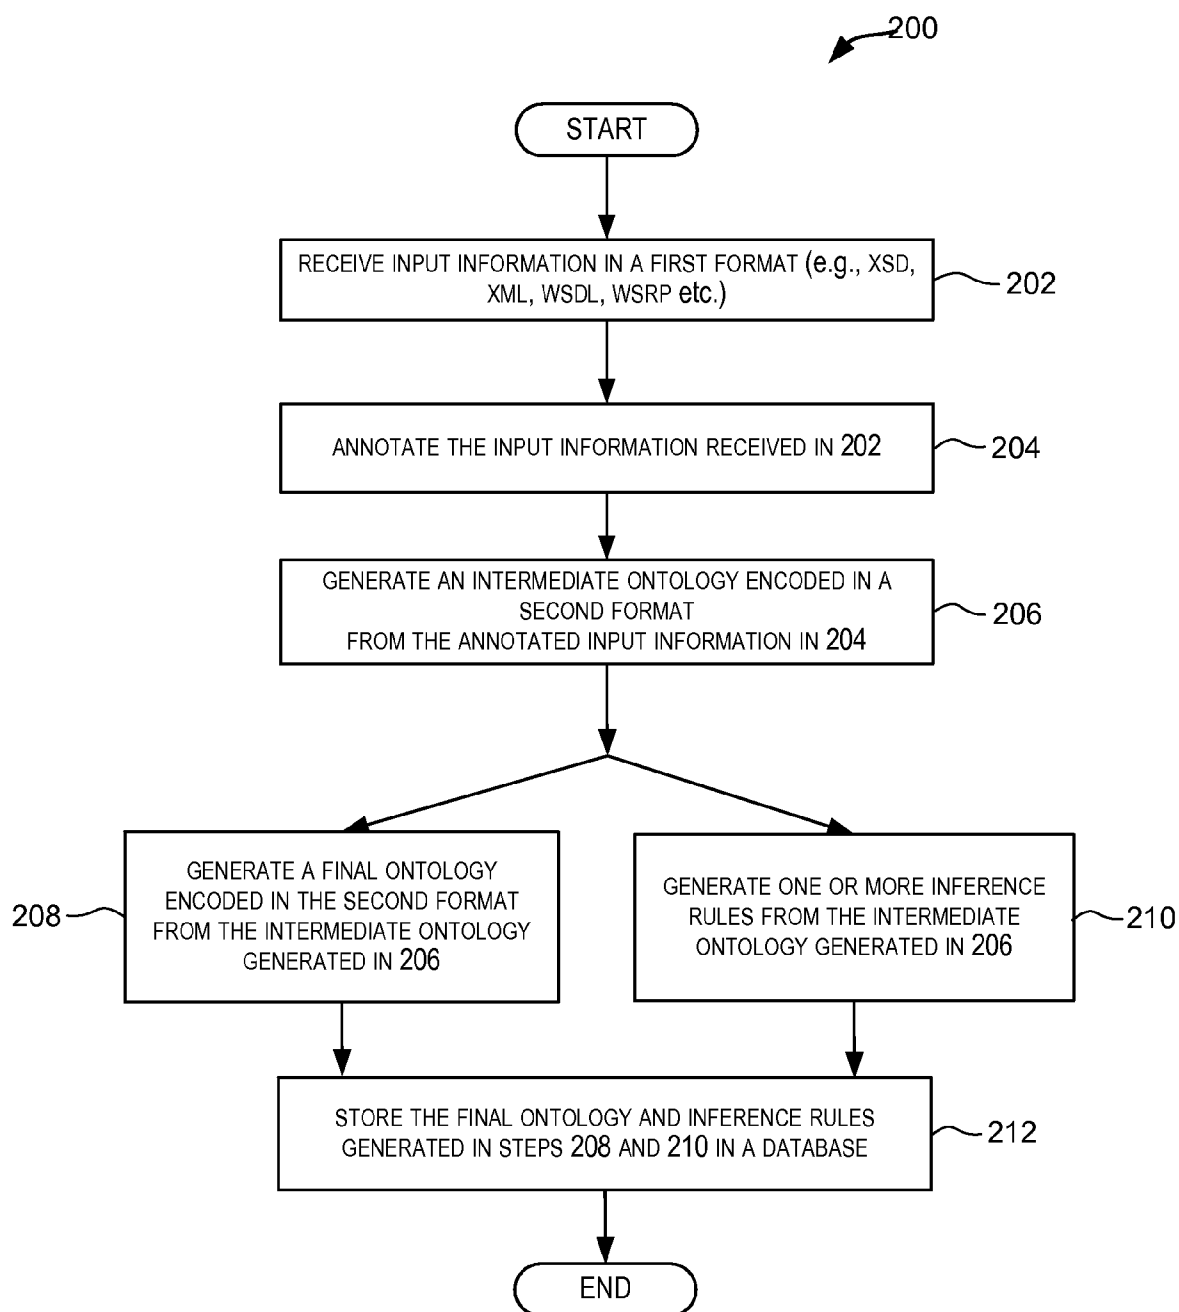 200
START
RECEIVE INPUT INFORMATION IN A FIRST FORMAT (e.g., XSD,
XML, WSDL, WSRP etc.)
202
ANNOTATE THE INPUT INFORMATION RECEIVED IN 202
204
GENERATE AN INTERMEDIATE ONTOLOGY ENCODED IN A
SECOND FORMAT
FROM THE ANNOTATED INPUT INFORMATION IN 204
206
GENERATE A FINAL ONTOLOGY
ENCODED IN THE SECOND FORMAT
FROM THE INTERMEDIATE ONTOLOGY
GENERATED IN 206
208
GENERATE ONE OR MORE INFERENCE
RULES FROM THE INTERMEDIATE
ONTOLOGY GENERATED IN 206
210
STORE THE FINAL ONTOLOGY AND INFERENCE RULES
GENERATED IN STEPS 208 AND 210 IN A DATABASE
212
END